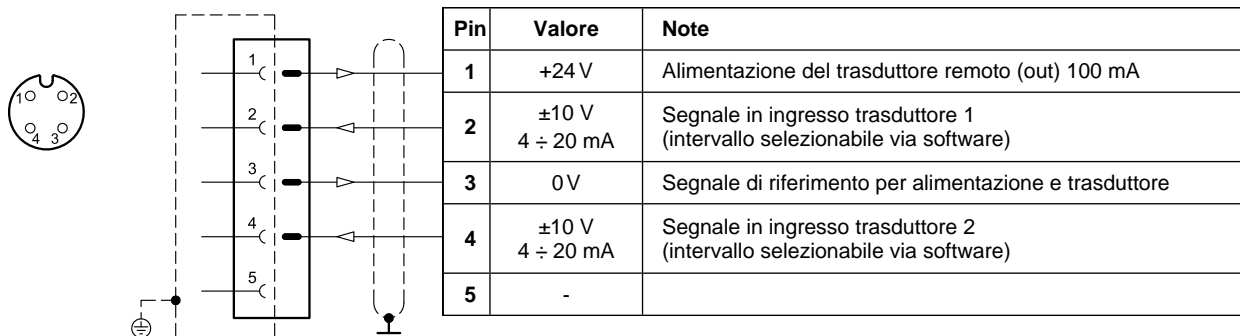 1 2
4 3
1
2
3
4
5
Pin Valore Note
1 +24 V Alimentazione del trasduttore remoto (out) 100 mA
2 ±10 V
4 ÷ 20 mA Segnale in ingresso trasduttore 1
(intervallo selezionabile via software)
3 0 V Segnale di riferimento per alimentazione e trasduttore
4 ±10 V
4 ÷ 20 mA Segnale in ingresso trasduttore 2
(intervallo selezionabile via software)
5 -